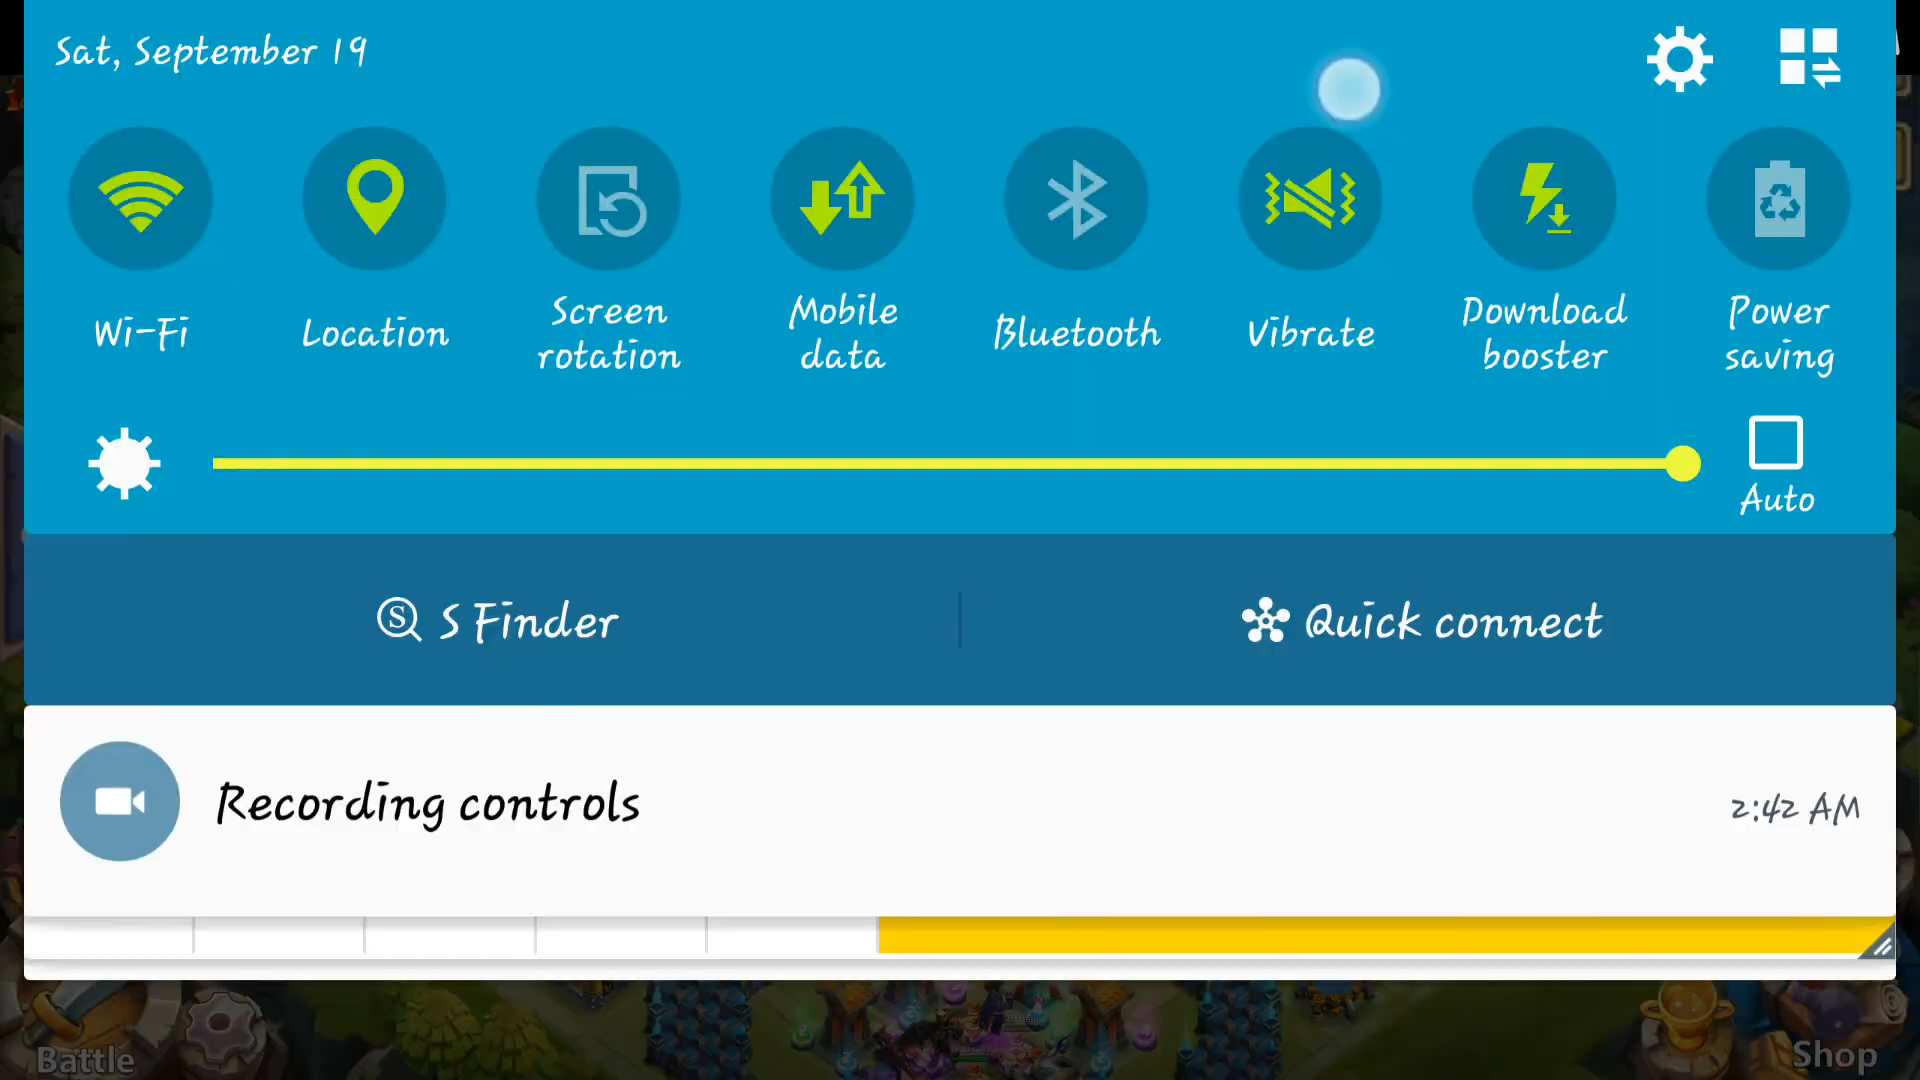 Sat, September 19
Wi-Fi
Location
Screen
rotation
Mobile
data
Bluetooth
Vibrate
Download
booster
Power
saving
Auto
S Finder
Quick connect
Recording controls
2:42 AM
Battle
Shop